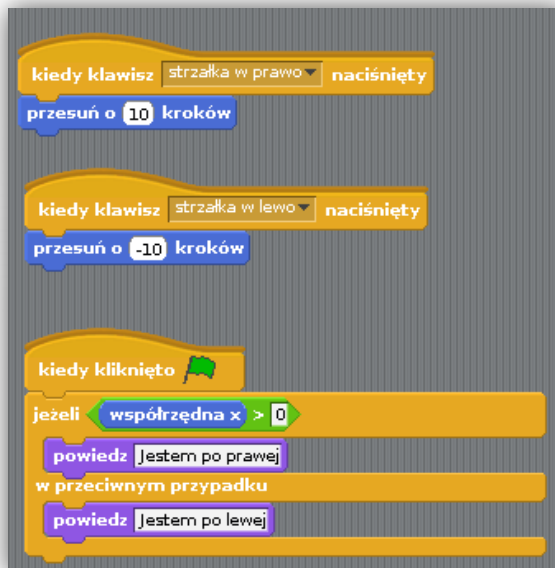 kiedy klawisz strzałka w prawo naciśnięty
przesuń o 10 kroków
kiedy klawisz strzałka w lewo naciśnięty
przesuń o -10 kroków
kiedy kliknięto
jeżeli współrzędna x > 0
powiedz Jestem po prawej
w przeciwnym przypadku
powiedz Jestem po lewej